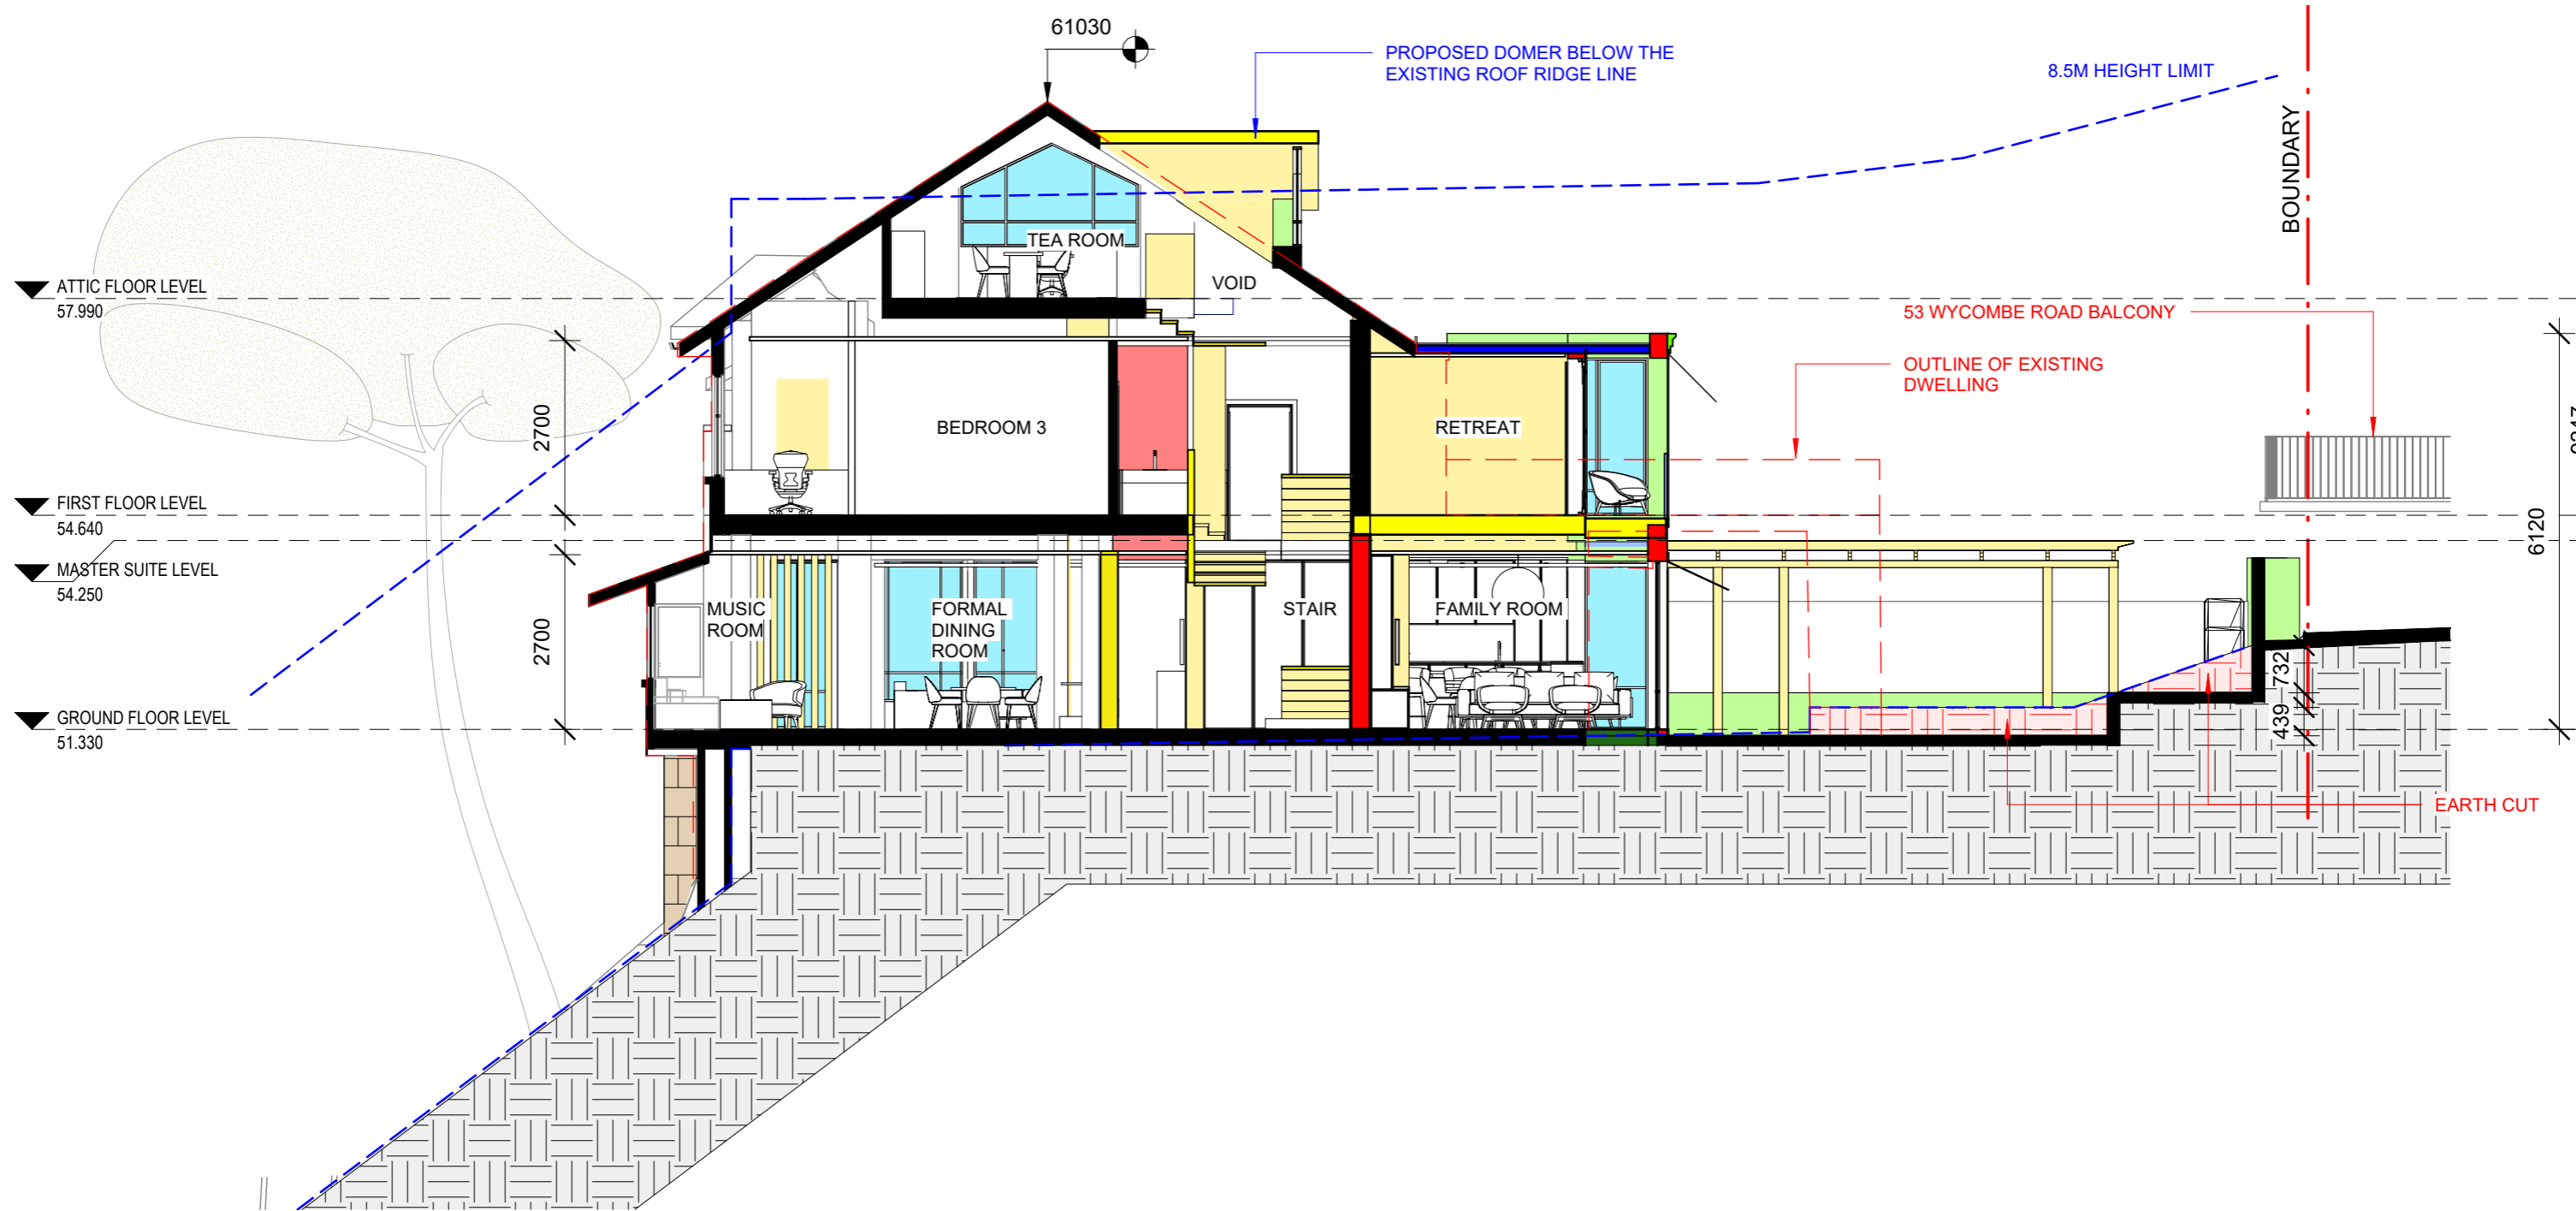 61030
PROPOSED DOMER BELOW THE
EXISTING ROOF RIDGE LINE
8.5M HEIGHT LIMIT
BOUNDARY
TEA ROOM
VOID
ATTIC FLOOR LEVEL
57.990
53 WYCOMBE ROAD BALCONY
OUTLINE OF EXISTING
DWELLING
2700
BEDROOM 3
RETREAT
FIRST FLOOR LEVEL
54.640
6120
MASTER SUITE LEVEL
54.250
2700
MUSIC
ROOM
FORMAL
DINING
ROOM
STAIR
FAMILY ROOM
732
439
GROUND FLOOR LEVEL
51.330
EARTH CUT